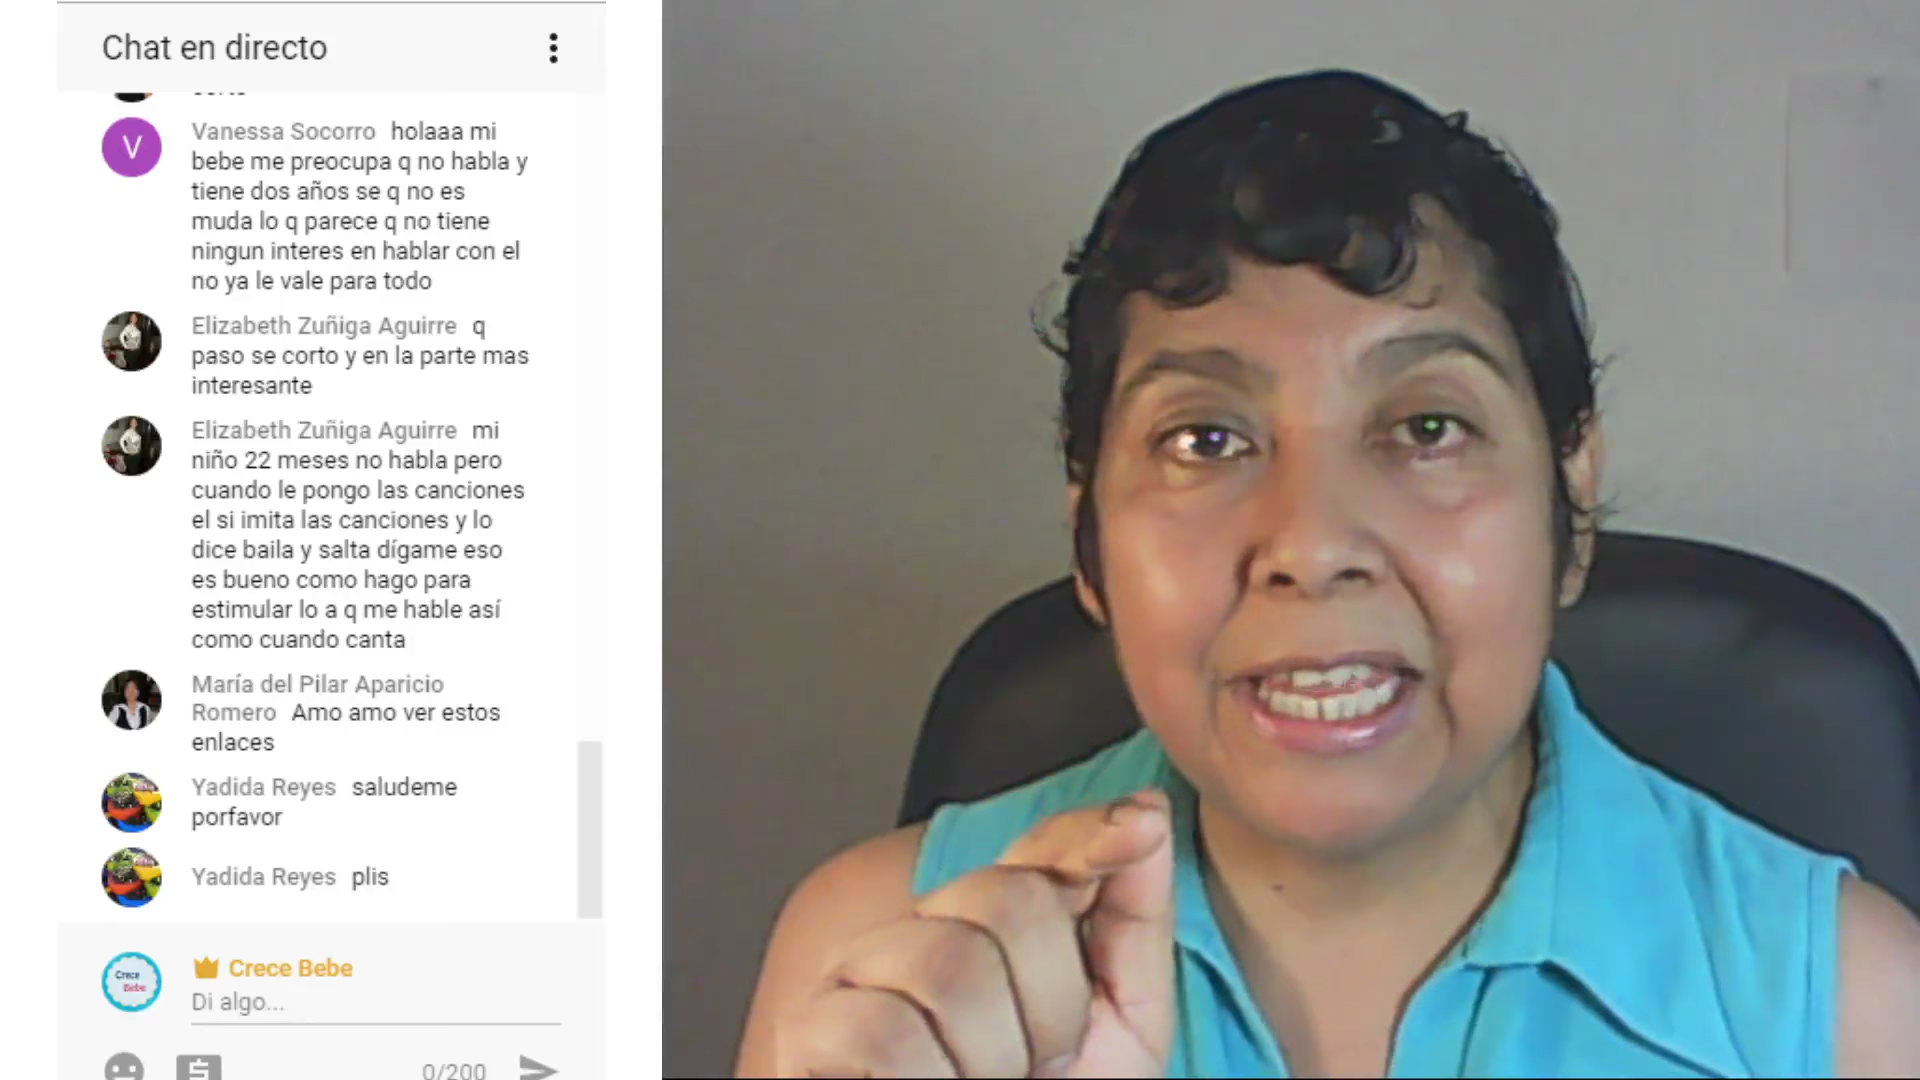 Chat en directo
V
Vanessa Socorro holaaa mi
bebe me preocupa q no habla y
tiene dos años se q no es
muda lo q parece q no tiene
ningun interes en hablar con el
no ya le vale para todo
Elizabeth Zuñiga Aguirre q
paso se corto y en la parte mas
interesante
Elizabeth Zuñiga Aguirre mi
niño 22 meses no habla pero
cuando le pongo las canciones
el si imita las canciones y lo
dice baila y salta dígame eso
es bueno como hago para
estimular lo a q me hable así
como cuando canta
María del Pilar Aparicio
Romero Amo amo ver estos
enlaces
Yadida Reyes saludeme
porfavor
Yadida Reyes plis
Crece
Bebe
Crece Bebe
Di algo...
0/200